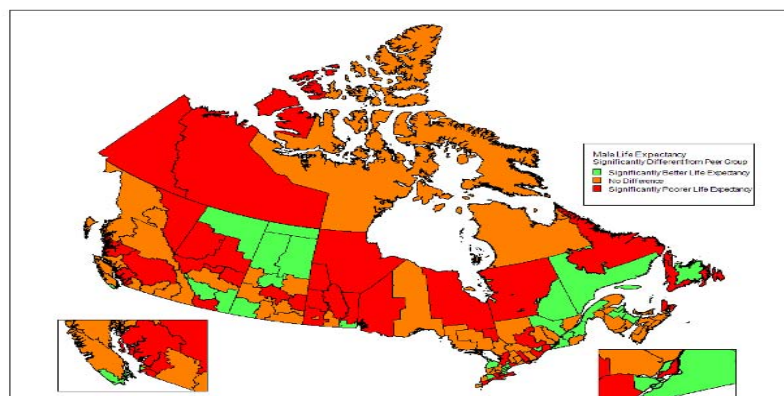 Male Life Expectancy
Significantly Different from Peer Group
Significantly Better Life Expectancy
No Difference
Significantly Poorer Life Expectancy